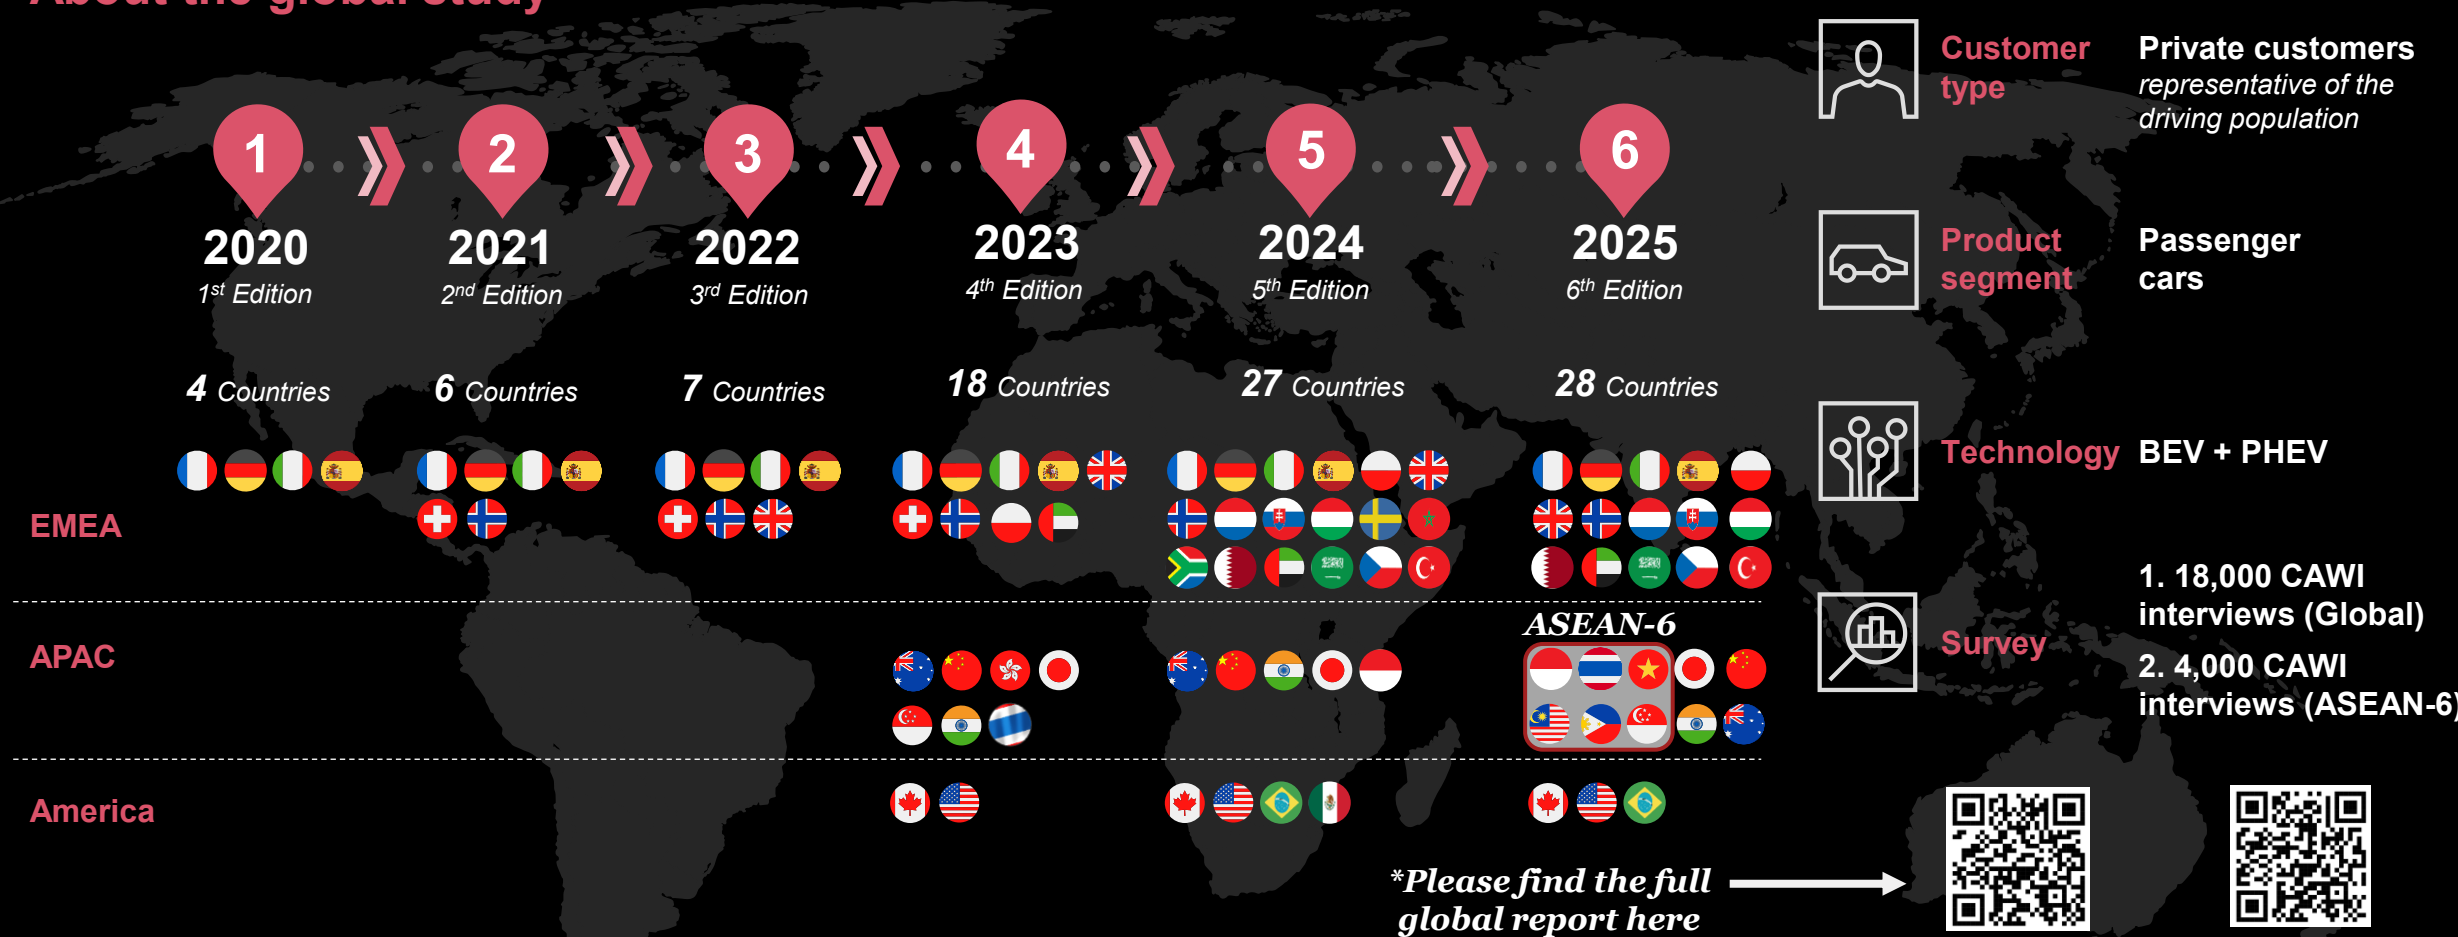 About the global study
1
2
3
4
5
6
2020
1st Edition
2021
2nd Edition
2022
3rd Edition
2023
4th Edition
2024
5th Edition
2025
6th Edition
4 Countries
6 Countries
7 Countries
18 Countries
27 Countries
28 Countries
EMEA
APAC
ASEAN-6
America
*Please find the full
global report here
Customer
type
Private customers
representative of the
driving population
Product
segment
Passenger
cars
Technology
BEV + PHEV
Survey
1. 18,000 CAWI
interviews (Global)
2. 4,000 CAWI
interviews (ASEAN-6)